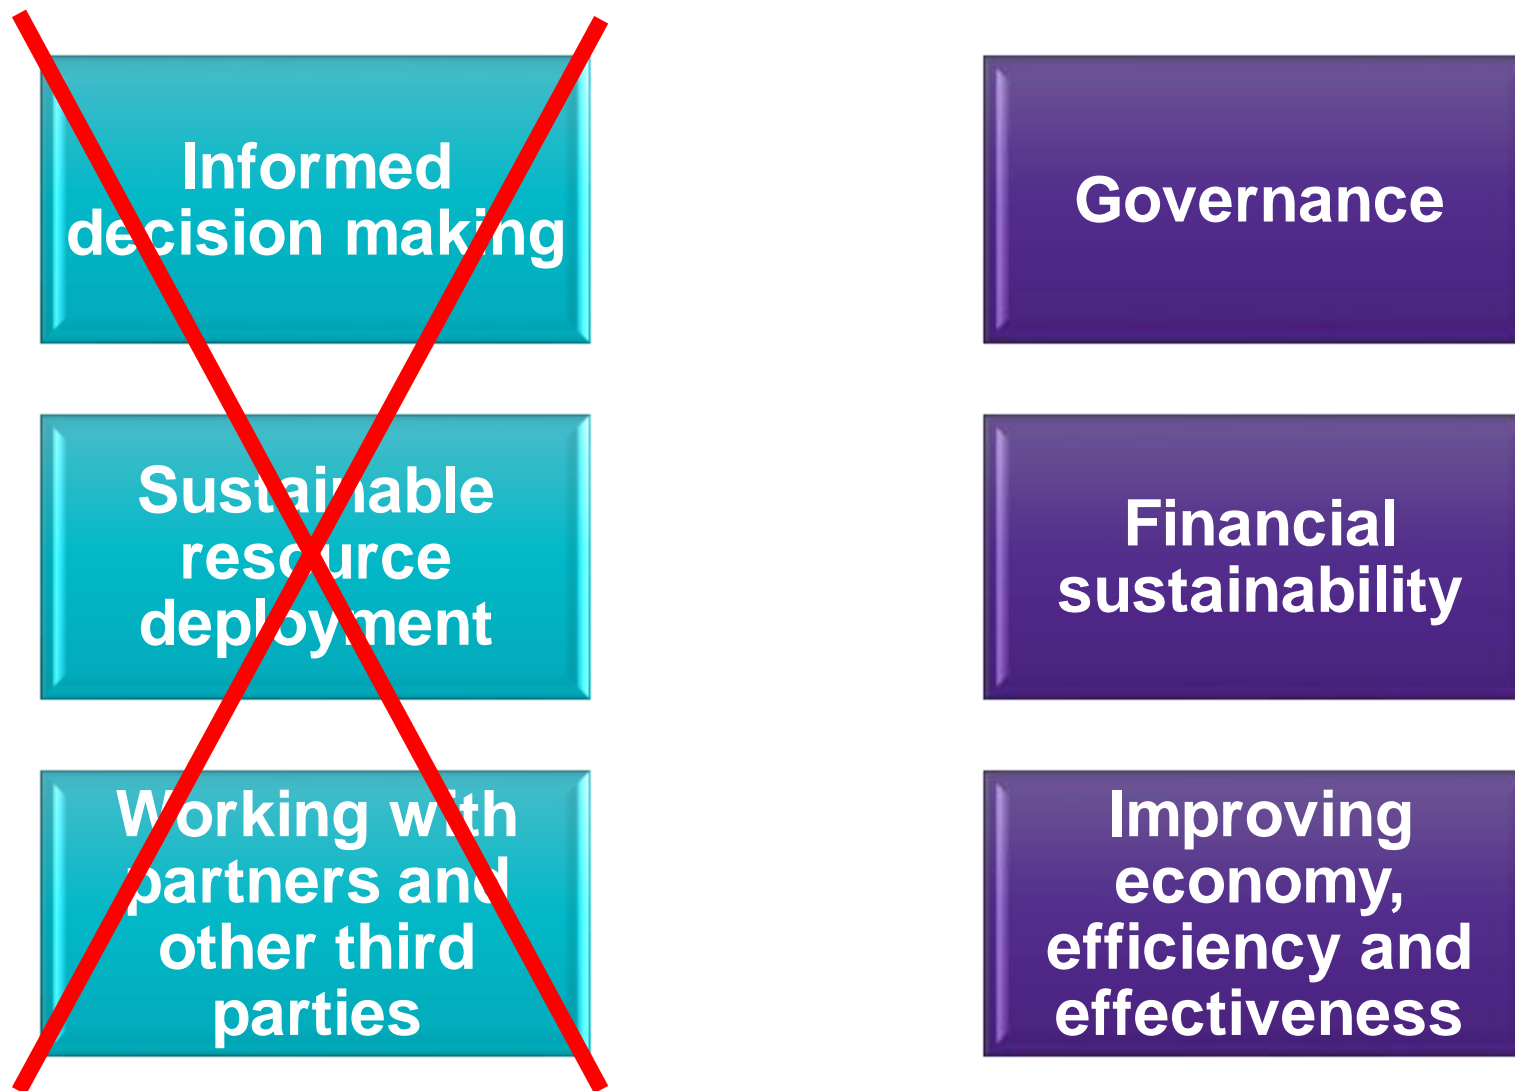 Informed
decision making
Sustainable
resource
deployment
Working with
partners and
other third
parties
Governance
Financial
sustainability
Improving
economy,
efficiency and
effectiveness